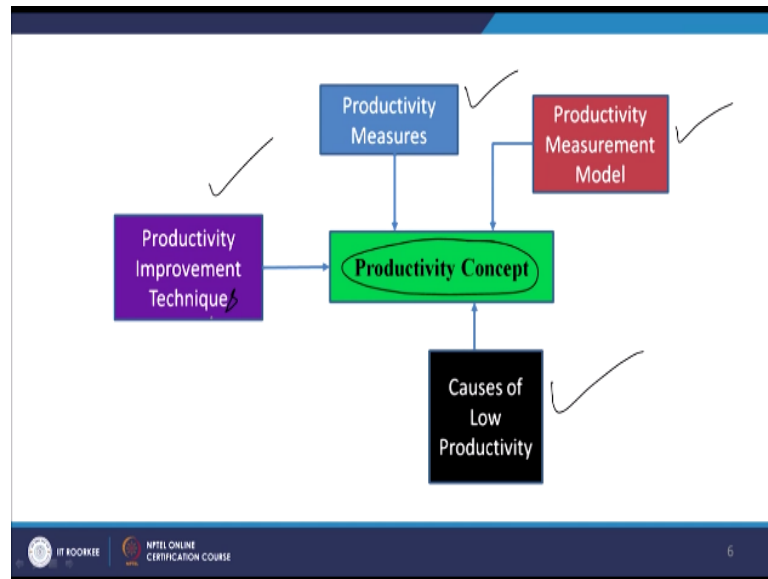 Productivity
Measures
Productivity
Measurement
Model
Productivity
Improvement
Techniques
Productivity Concept
Causes of
Low
Productivity
IIT ROORKEE
NPTEL ONLINE
CERTIFICATION COURSE
6